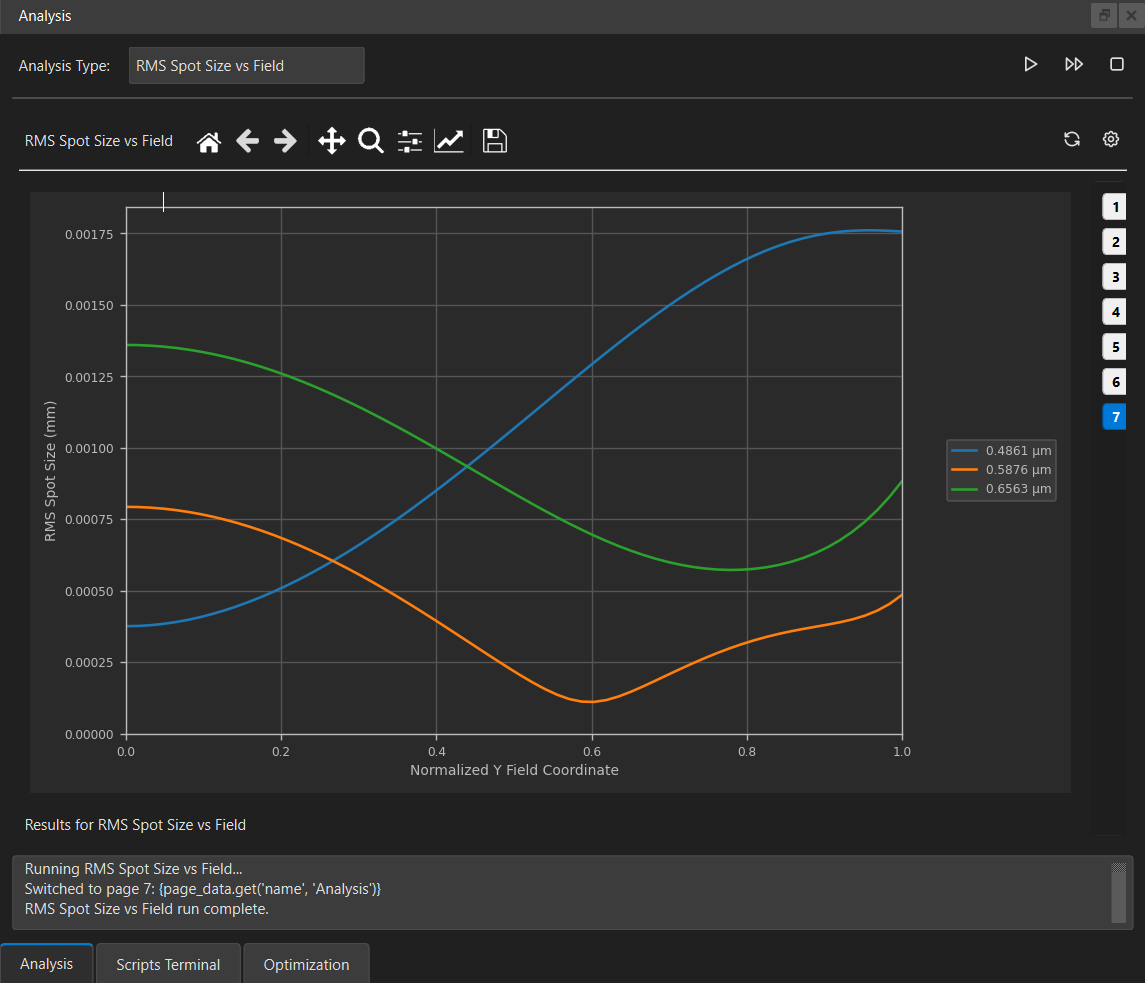 Analysis
Analysis Type: RMS Spot Size vs Field
RMS Spot Size vs Field
1
2
3
4
5
6
7
0.00175
0.00150
0.00125
0.00100
0.00075
0.00050
0.00025
0.00000
RMS Spot Size (mm)
0.0 0.2 0.4 0.6 0.8 1.0
Normalized Y Field Coordinate
0.4861 μm
0.5876 μm
0.6563 μm
Results for RMS Spot Size vs Field
Running RMS Spot Size vs Field...
Switched to page 7: {page_data.get('name', 'Analysis')}
RMS Spot Size vs Field run complete.
Analysis Scripts Terminal Optimization